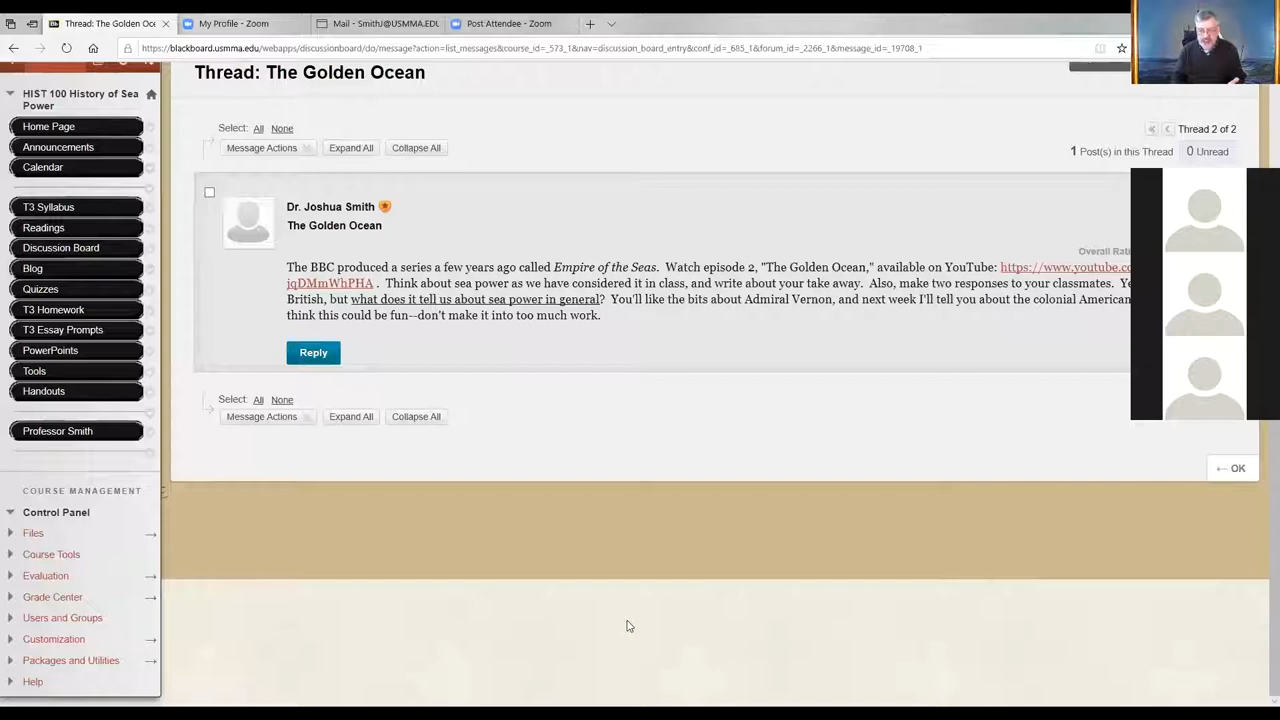 Thread: The Golden Oce
My Profile - Zoom
Mail - SmithJ@USMMA.EDU
Post Attendee - Zoom
https://blackboard.usmma.edu/webapps/discussionboard/do/message?action=list_messages&course_id=_573_1&nav=discussion_board_entry&conf_id=_685_1&forum_id=_2266_1&message_id=_19708_1
HIST 100 History of Sea
Power
Home Page
Announcements
Calendar
T3 Syllabus
Readings
Discussion Board
Blog
Quizzes
T3 Homework
T3 Essay Prompts
PowerPoints
Tools
Handouts
Professor Smith
COURSE MANAGEMENT
Control Panel
Files
Course Tools
Evaluation
Grade Center
Users and Groups
Customization
Packages and Utilities
Help
Thread: The Golden Ocean
Select: All None
Message Actions Expand All Collapse All
Thread 2 of 2
1 Post(s) in this Thread 0 Unread
Dr. Joshua Smith
The Golden Ocean
Overall Rati
The BBC produced a series a few years ago called Empire of the Seas. Watch episode 2, "The Golden Ocean," available on YouTube: https://www.youtube.co
jqDMmWhPHA . Think about sea power as we have considered it in class, and write about your take away. Also, make two responses to your classmates. Ye
British, but what does it tell us about sea power in general? You'll like the bits about Admiral Vernon, and next week I'll tell you about the colonial American
think this could be fun--don't make it into too much work.
Reply
Select: All None
Message Actions Expand All Collapse All
OK